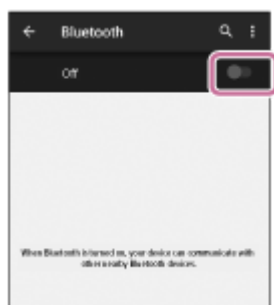 Bluetooth
Off
When Bluetooth is turned on, your device can communicate with
other nearby Bluetooth devices.